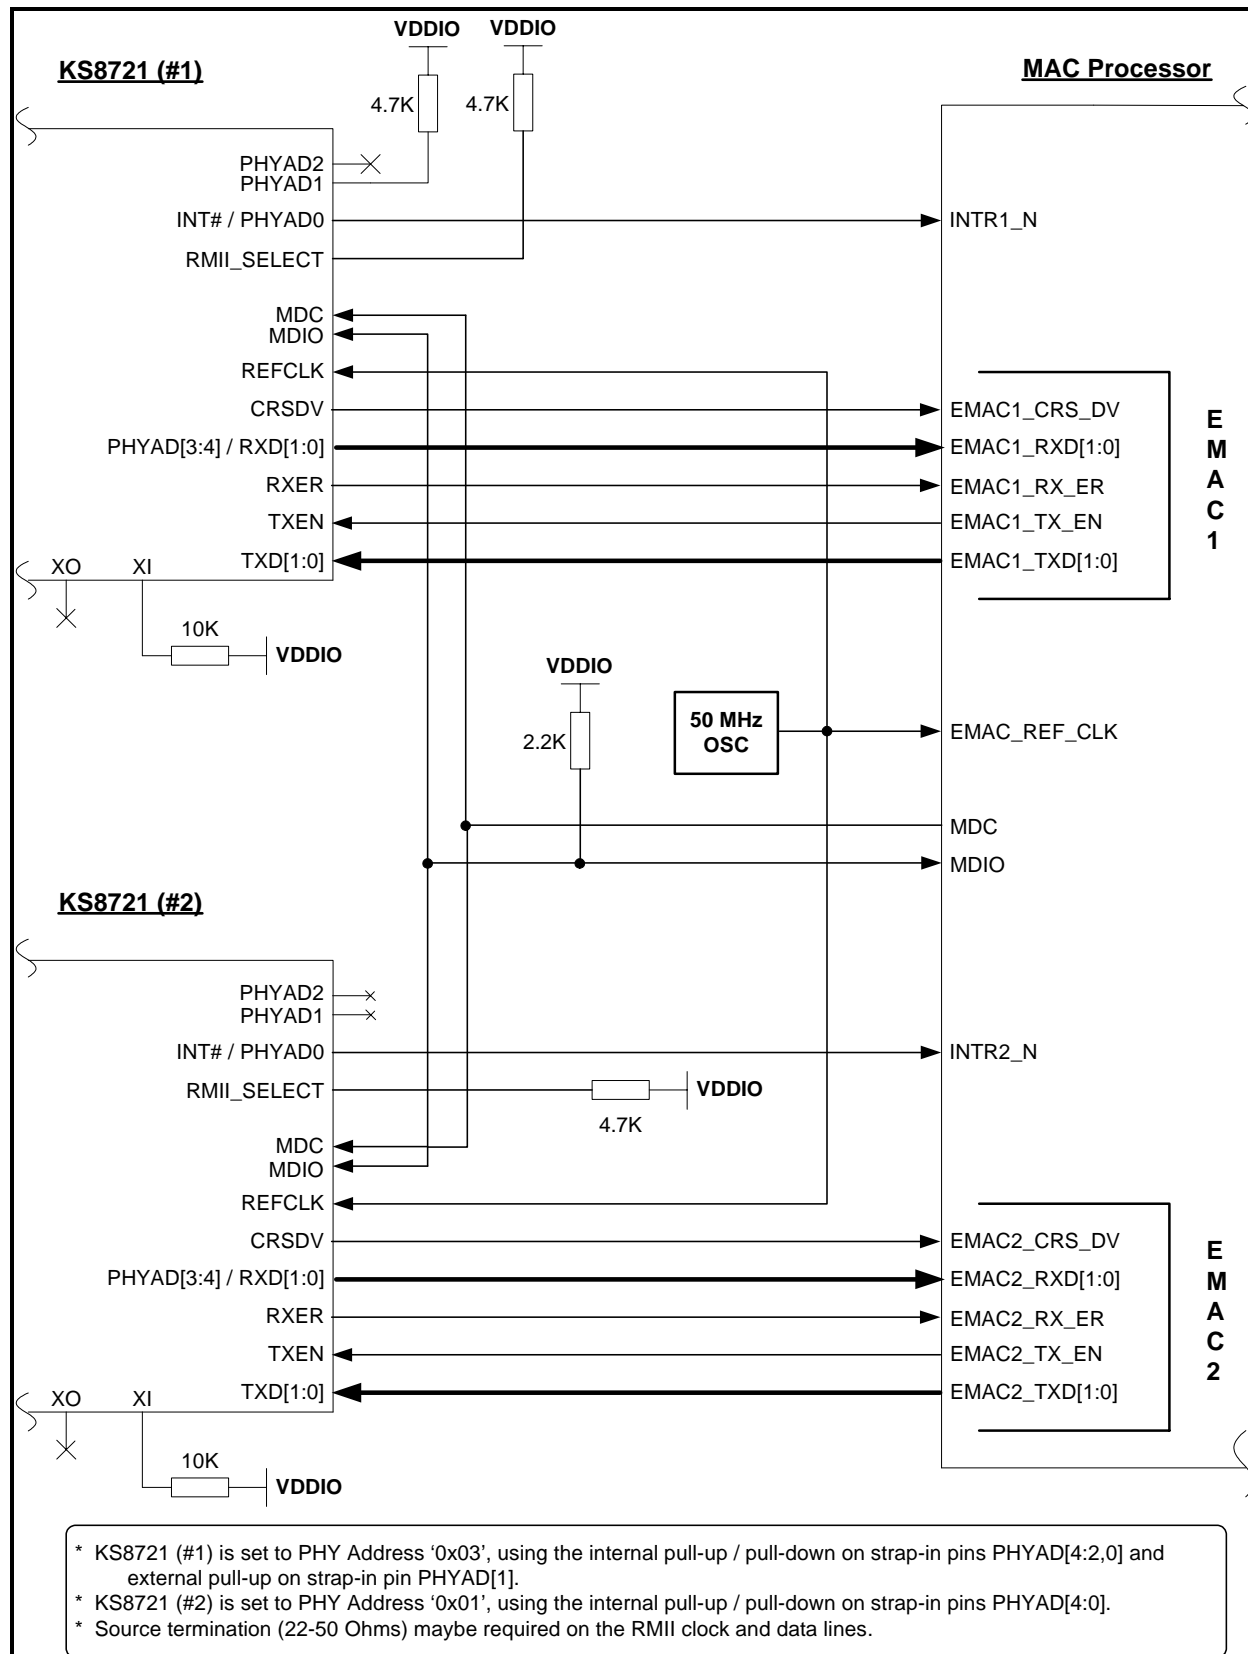 VDDIO VDDIO
KS8721 (#1)
MAC Processor
4.7K 4.7K
PHYAD2
PHYAD1
INT# / PHYAD0
INTR1_N
RMII_SELECT
MDC
MDIO
REFCLK
CRSDV
EMAC1_CRS_DV
PHYAD[3:4] / RXD[1:0]
EMAC1_RXD[1:0]
RXER
EMAC1_RX_ER
TXEN
EMAC1_TX_EN
TXD[1:0]
EMAC1_TXD[1:0]
E
M
A
C
1
XO XI
10K
VDDIO
VDDIO
2.2K
50 MHz
OSC
EMAC_REF_CLK
MDC
MDIO
KS8721 (#2)
PHYAD2
PHYAD1
INT# / PHYAD0
INTR2_N
RMII_SELECT
VDDIO
4.7K
MDC
MDIO
REFCLK
CRSDV
EMAC2_CRS_DV
PHYAD[3:4] / RXD[1:0]
EMAC2_RXD[1:0]
RXER
EMAC2_RX_ER
TXEN
EMAC2_TX_EN
TXD[1:0]
EMAC2_TXD[1:0]
E
M
A
C
2
XO XI
10K
VDDIO
* KS8721 (#1) is set to PHY Address ‘0x03’, using the internal pull-up / pull-down on strap-in pins PHYAD[4:2,0] and
external pull-up on strap-in pin PHYAD[1].
* KS8721 (#2) is set to PHY Address ‘0x01’, using the internal pull-up / pull-down on strap-in pins PHYAD[4:0].
* Source termination (22-50 Ohms) maybe required on the RMII clock and data lines.